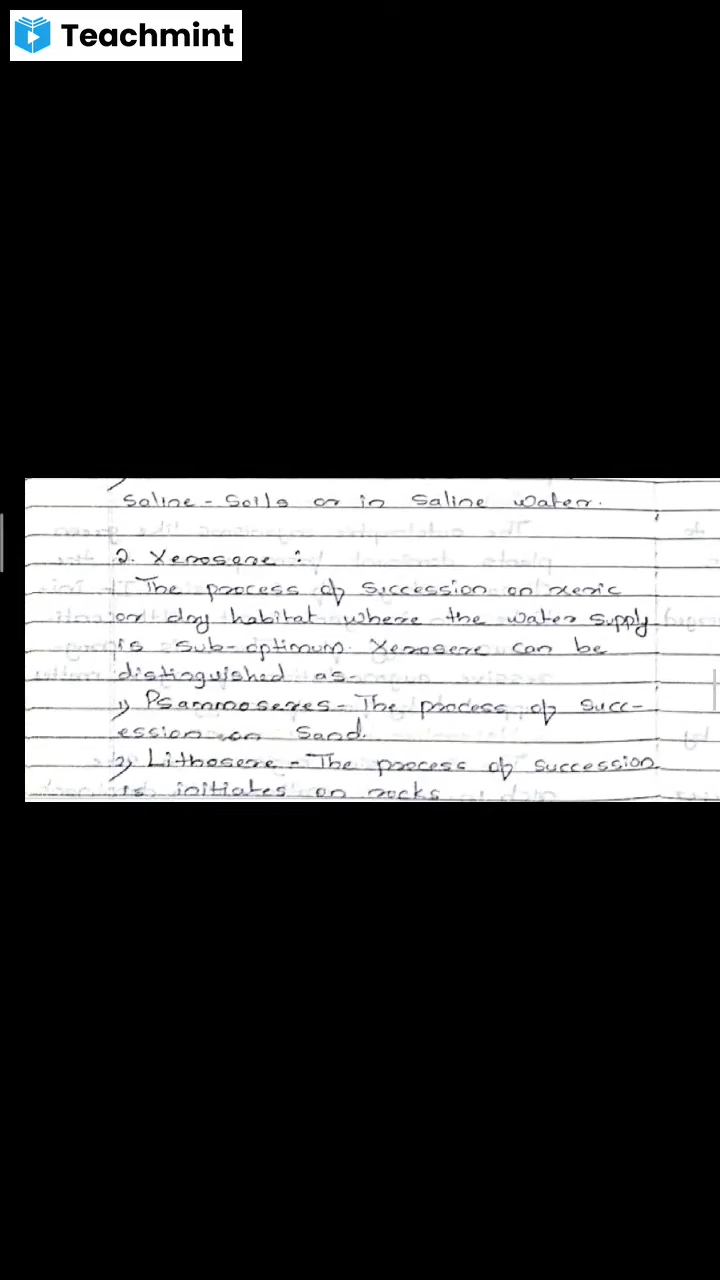 Teachmint
Saline - Soils or in Saline water.
2. Xerosere :
The process of succession on xeric
or dry habitat where the water supply
is sub-optimum. Xerosere can be
distinguished as-
1) Psammoseres - The process of succ-
ession on Sand.
2) Lithosere - The process of succession
is initiates on rocks